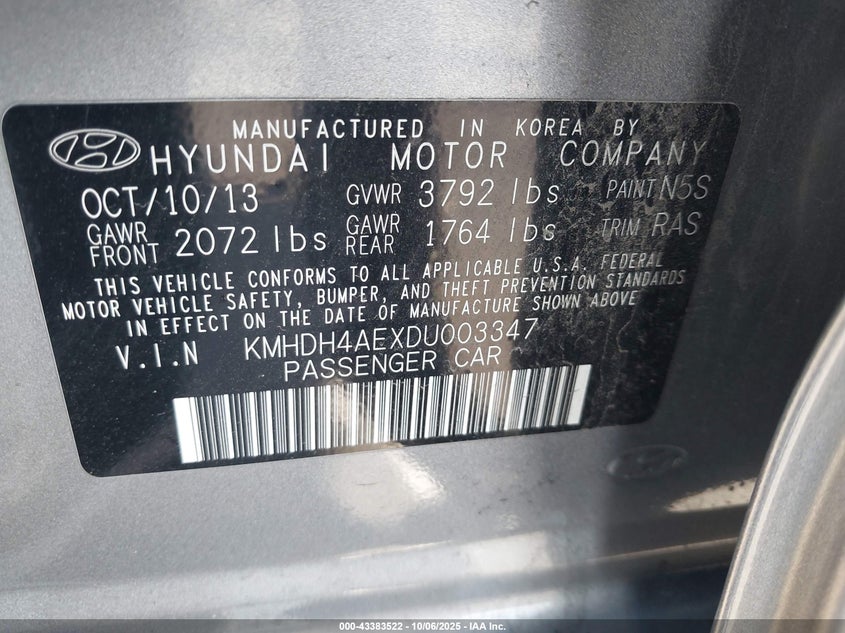 MANUFACTURED IN KOREA BY
HYUNDAI MOTOR COMPANY
OCT/10/13 GVWR 3792 lbs PAINT N5S
GAWR FRONT 2072 lbs GAWR REAR 1764 lbs TRIM RAS
THIS VEHICLE CONFORMS TO ALL APPLICABLE U.S.A. FEDERAL
MOTOR VEHICLE SAFETY, BUMPER, AND THEFT PREVENTION STANDARDS
IN EFFECT ON THE DATE OF MANUFACTURE SHOWN ABOVE
V.I.N KMHDH4AEXDU003347
PASSENGER CAR
000-43383522 - 10/06/2025 - IAA Inc.